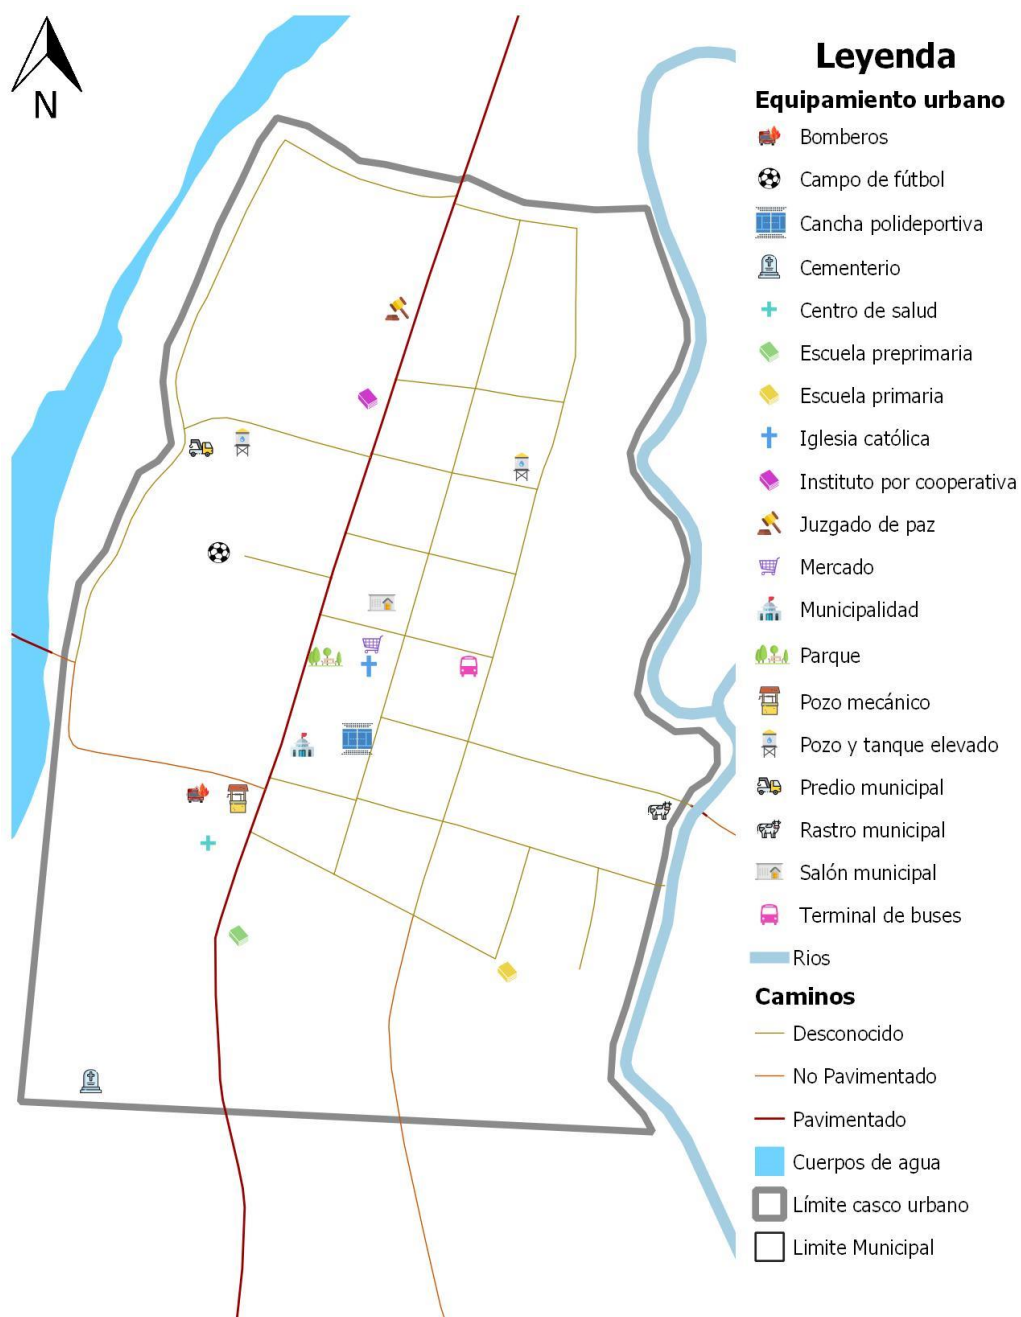 N
Leyenda
Equipamiento urbano
Bomberos
Campo de fútbol
Cancha polideportiva
Cementerio
Centro de salud
Escuela preprimaria
Escuela primaria
Iglesia católica
Instituto por cooperativa
Juzgado de paz
Mercado
Municipalidad
Parque
Pozo mecánico
Pozo y tanque elevado
Predio municipal
Rastro municipal
Salón municipal
Terminal de buses
Rios
Caminos
Desconocido
No Pavimentado
Pavimentado
Cuerpos de agua
Límite casco urbano
Limite Municipal